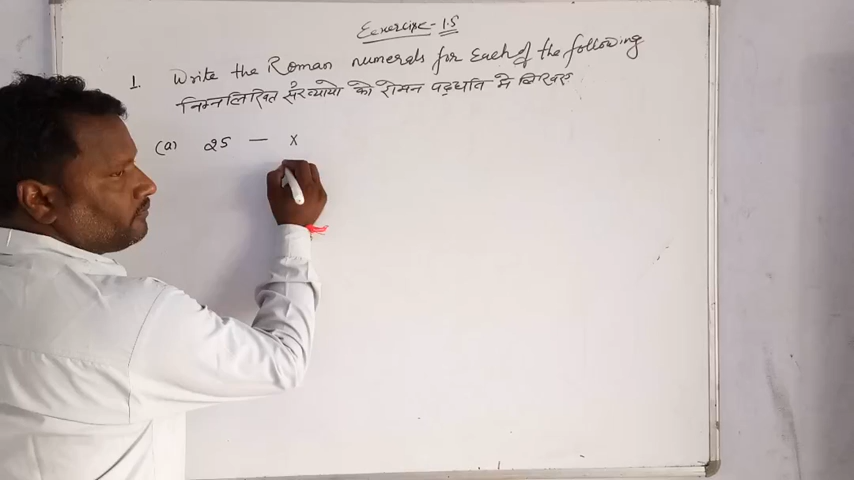 Exercise-1.5
1. Write the Roman numerals for Each of the following
निम्नलिखित संख्यायो को रोमन पद्धति मे लिखिए
(a) 25 — X